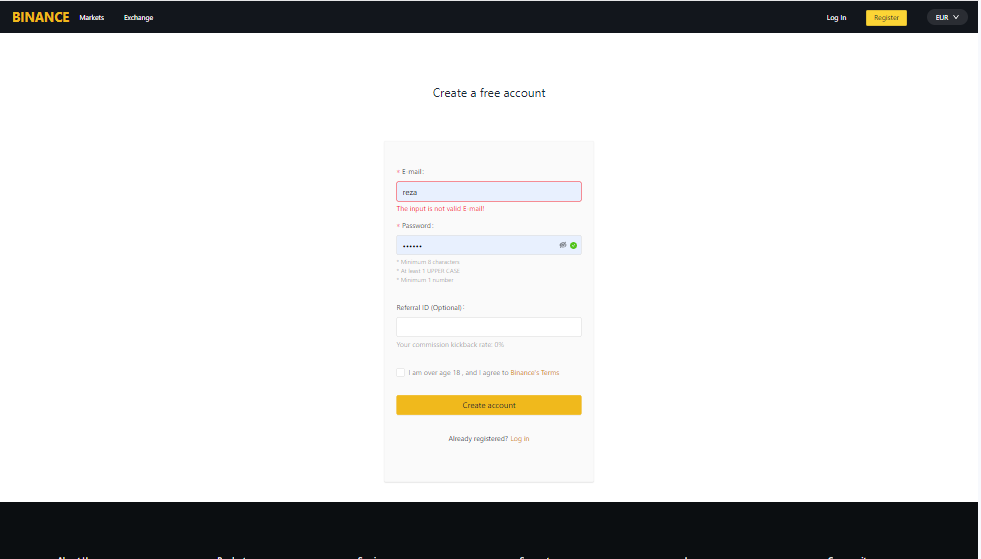 BINANCE Markets Exchange Log In Register EUR
Create a free account
* E-mail:
reza
The input is not valid E-mail!
* Password:
••••••
* Minimum 8 characters
* At least 1 UPPER CASE
* Minimum 1 number
Referral ID (Optional):
Your commission kickback rate: 0%
I am over age 18 , and I agree to Binance's Terms
Create account
Already registered? Log in